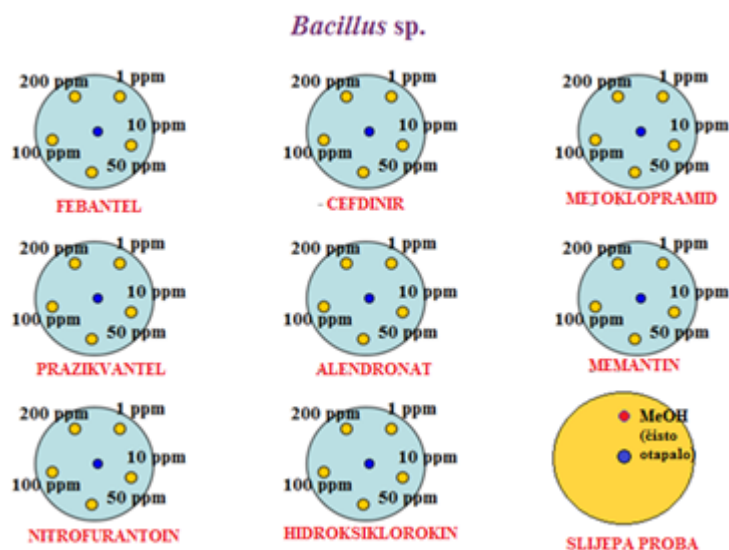 Bacillus sp.
200 ppm 1 ppm
10 ppm
100 ppm 50 ppm
FEBANTEL
200 ppm 1 ppm
10 ppm
100 ppm 50 ppm
CEFDINIR
200 ppm 1 ppm
10 ppm
100 ppm 50 ppm
METOKLOPRAMID
200 ppm 1 ppm
10 ppm
100 ppm 50 ppm
PRAZIKVANTEL
200 ppm 1 ppm
10 ppm
100 ppm 50 ppm
ALENDRONAT
200 ppm 1 ppm
10 ppm
100 ppm 50 ppm
MEMANTIN
200 ppm 1 ppm
10 ppm
100 ppm 50 ppm
NITROFURANTOIN
200 ppm 1 ppm
10 ppm
100 ppm 50 ppm
HIDROKSIKLOROKIN
MeOH
(čisto
otapalo)
SLIJEPA PROBA